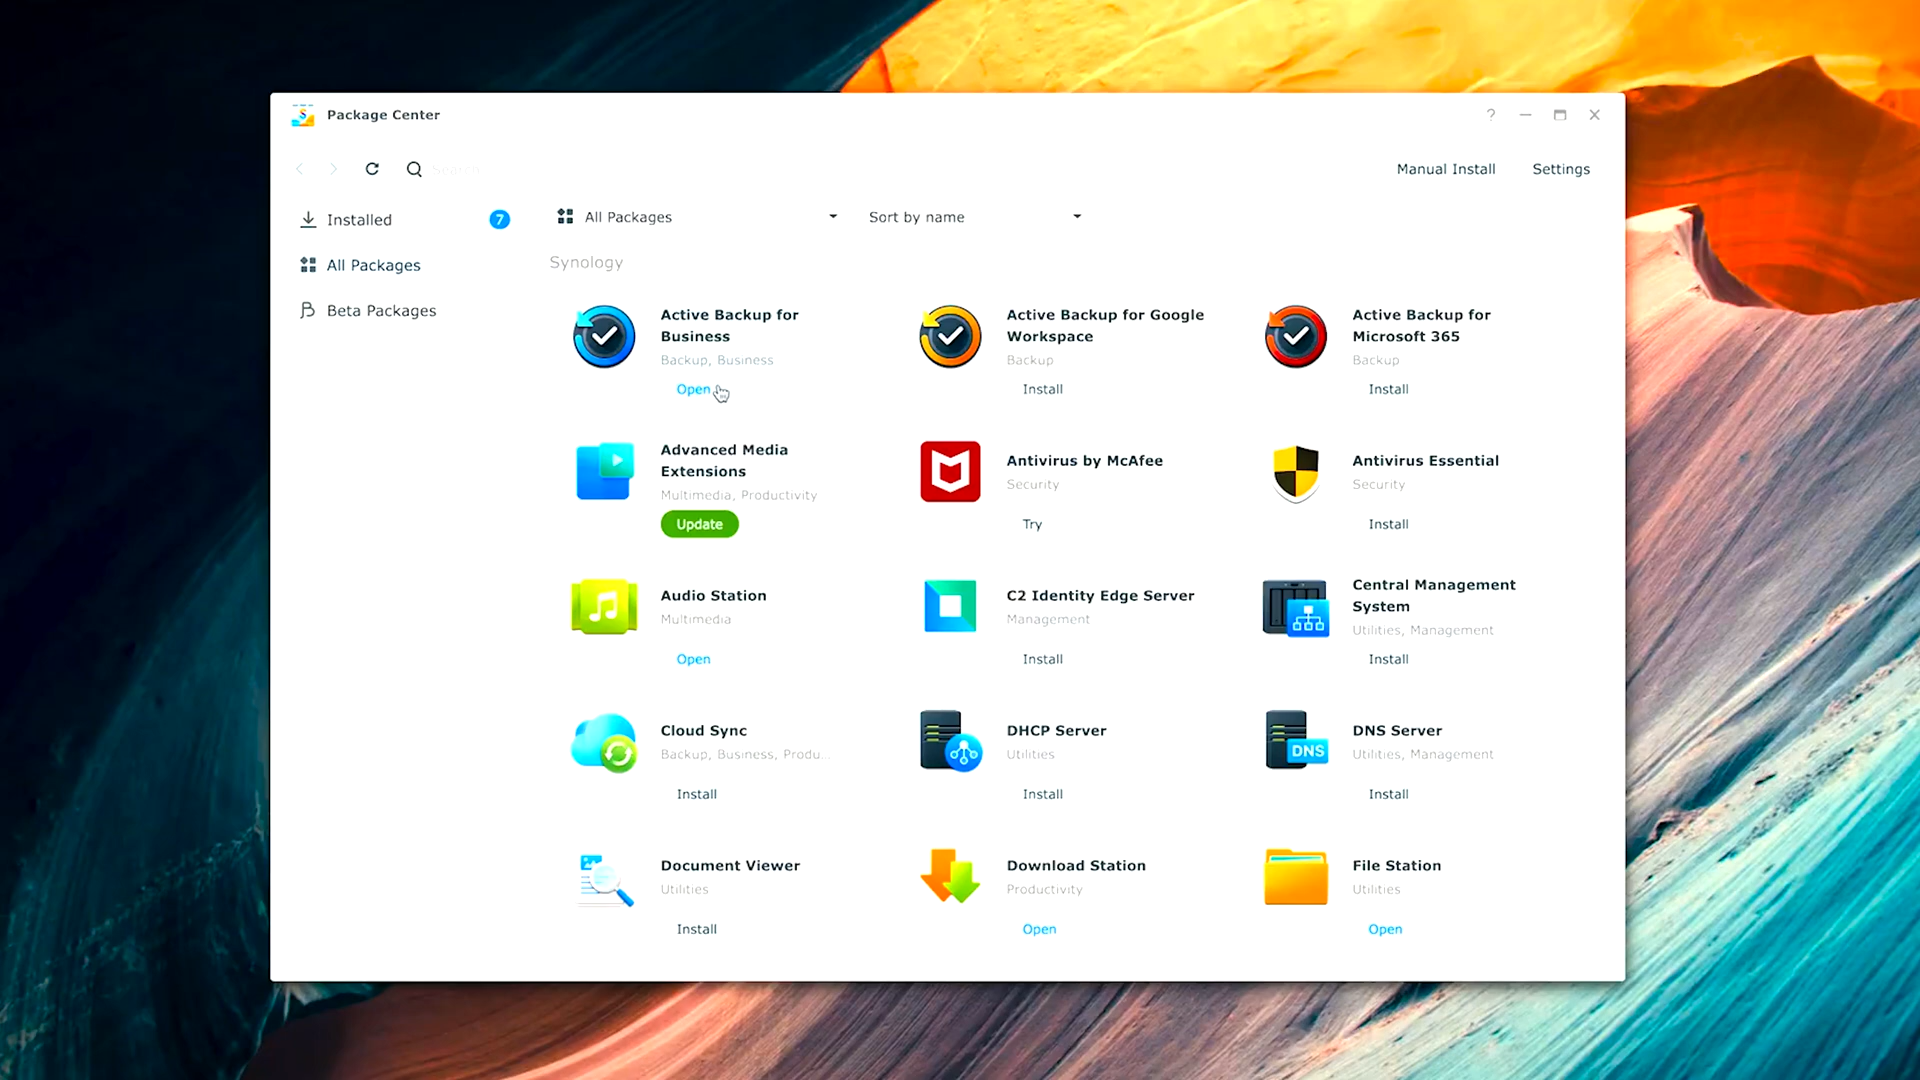 Package Center
Search
Manual Install
Settings
Installed
7
All Packages
Beta Packages
All Packages
Sort by name
Synology
Active Backup for
Business
Backup, Business
Open
Active Backup for Google
Workspace
Backup
Install
Active Backup for
Microsoft 365
Backup
Install
Advanced Media
Extensions
Multimedia, Productivity
Update
Antivirus by McAfee
Security
Try
Antivirus Essential
Security
Install
Audio Station
Multimedia
Open
C2 Identity Edge Server
Management
Install
Central Management
System
Utilities, Management
Install
Cloud Sync
Backup, Business, Produ...
Install
DHCP Server
Utilities
Install
DNS
DNS Server
Utilities, Management
Install
Document Viewer
Utilities
Install
Download Station
Productivity
Open
File Station
Utilities
Open